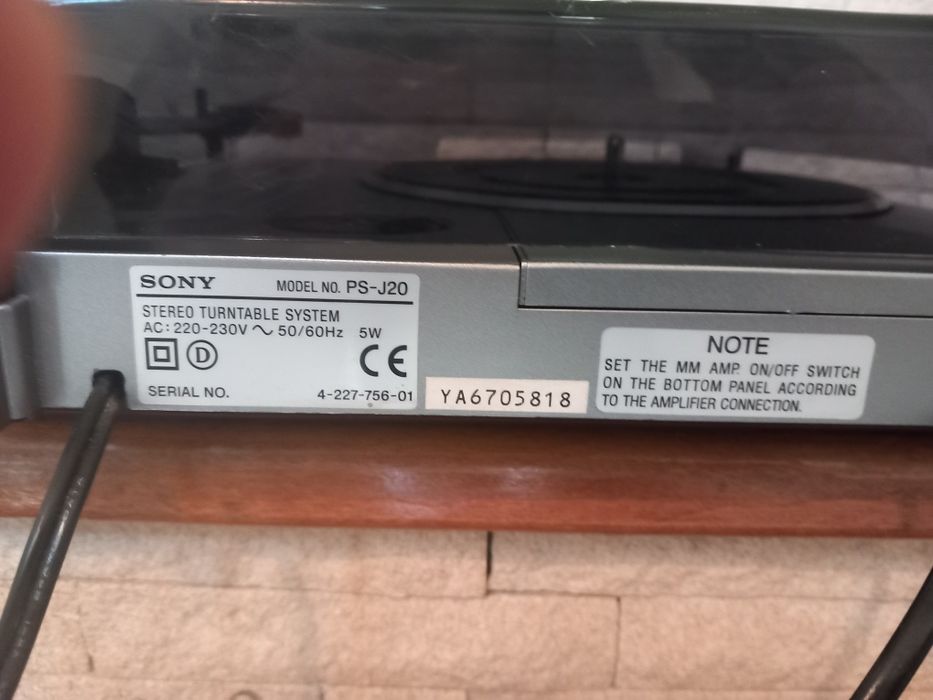 SONY MODEL NO. PS-J20
STEREO TURNTABLE SYSTEM
AC: 220-230V ~ 50/60Hz 5W
D CE
SERIAL NO. 4-227-756-01
YA6705818
NOTE
SET THE MM AMP. ON/OFF SWITCH
ON THE BOTTOM PANEL ACCORDING
TO THE AMPLIFIER CONNECTION.